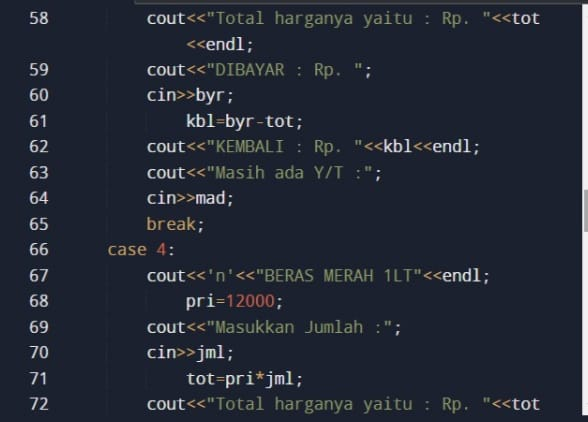 58 cout<<"Total harganya yaitu : Rp. "<<tot
<<endl;
59 cout<<"DIBAYAR : Rp. ";
60 cin>>byr;
61 kbl=byr-tot;
62 cout<<"KEMBALI : Rp. "<<kbl<<endl;
63 cout<<"Masih ada Y/T :";
64 cin>>mad;
65 break;
66 case 4:
67 cout<<'n'<<"BERAS MERAH 1LT"<<endl;
68 pri=12000;
69 cout<<"Masukkan Jumlah :";
70 cin>>jml;
71 tot=pri*jml;
72 cout<<"Total harganya yaitu : Rp. "<<tot